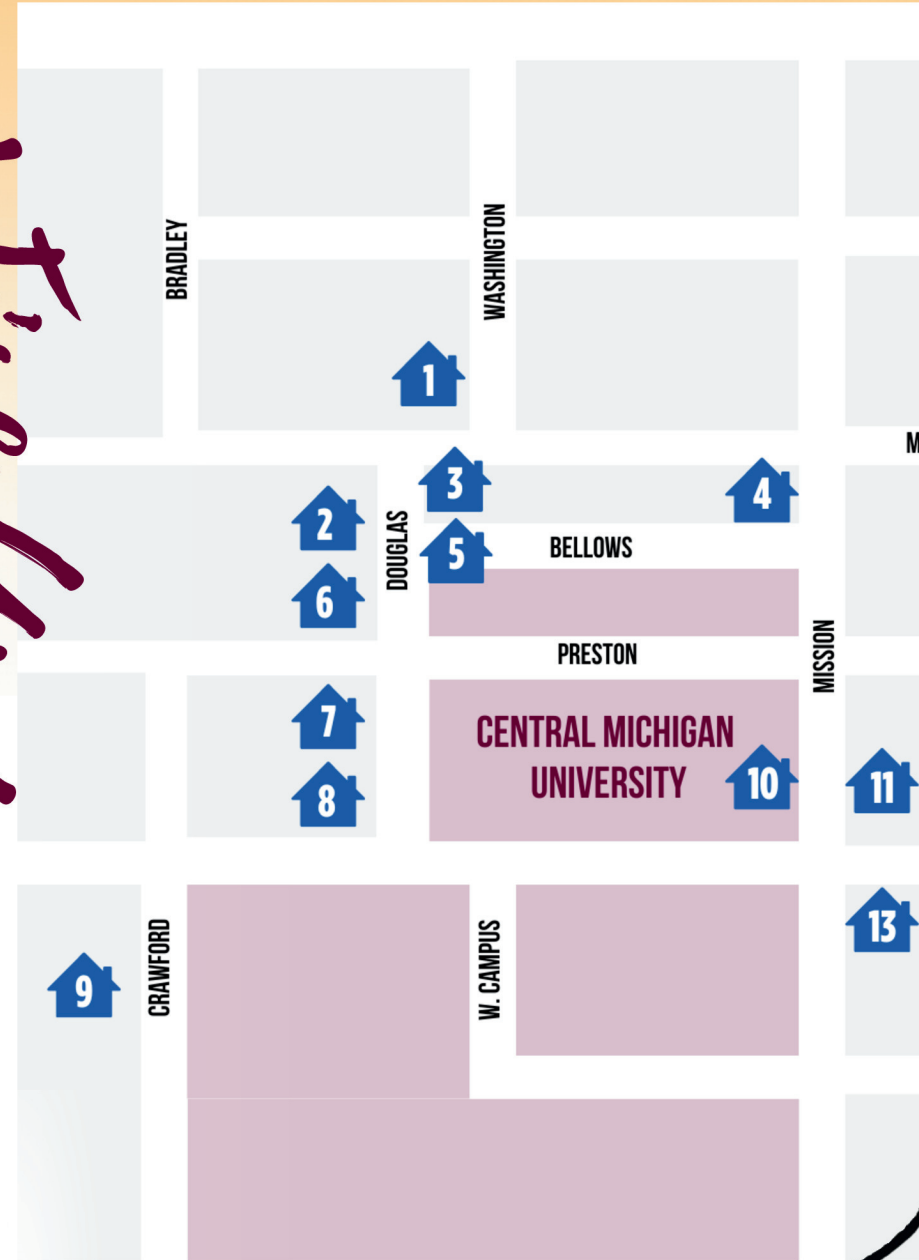 BRADLEY
WASHINGTON
1
M
3
4
2
DOUGLAS
BELLOWS
5
6
PRESTON
MISSION
7
CENTRAL MICHIGAN
UNIVERSITY
10
11
8
CRAWFORD
W. CAMPUS
13
9